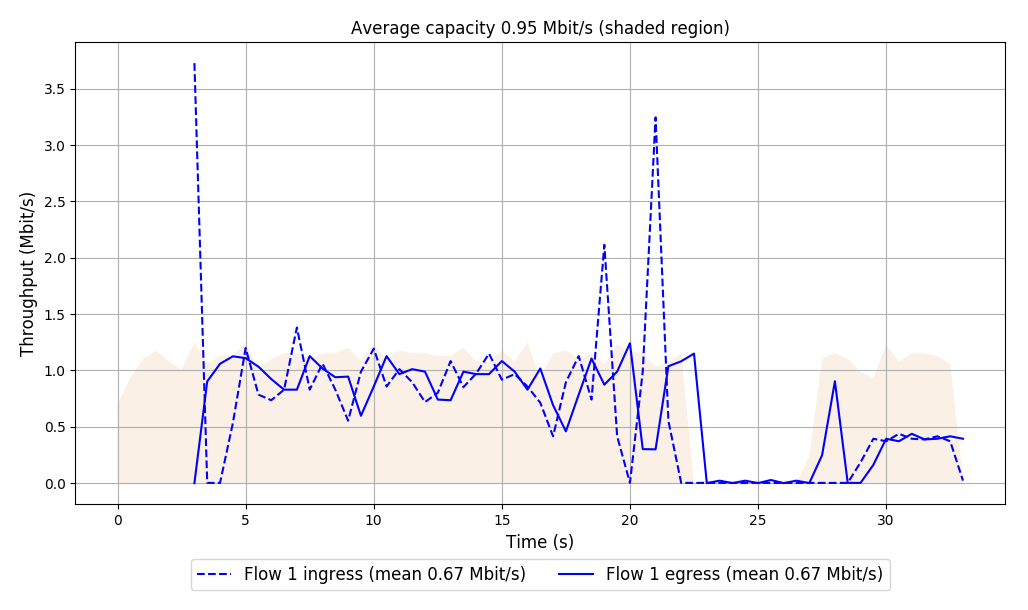 Average capacity 0.95 Mbit/s (shaded region)
Throughput (Mbit/s)
3.5
3.0
2.5
2.0
1.5
1.0
0.5
0.0
0 5 10 15 20 25 30
Time (s)
Flow 1 ingress (mean 0.67 Mbit/s) Flow 1 egress (mean 0.67 Mbit/s)